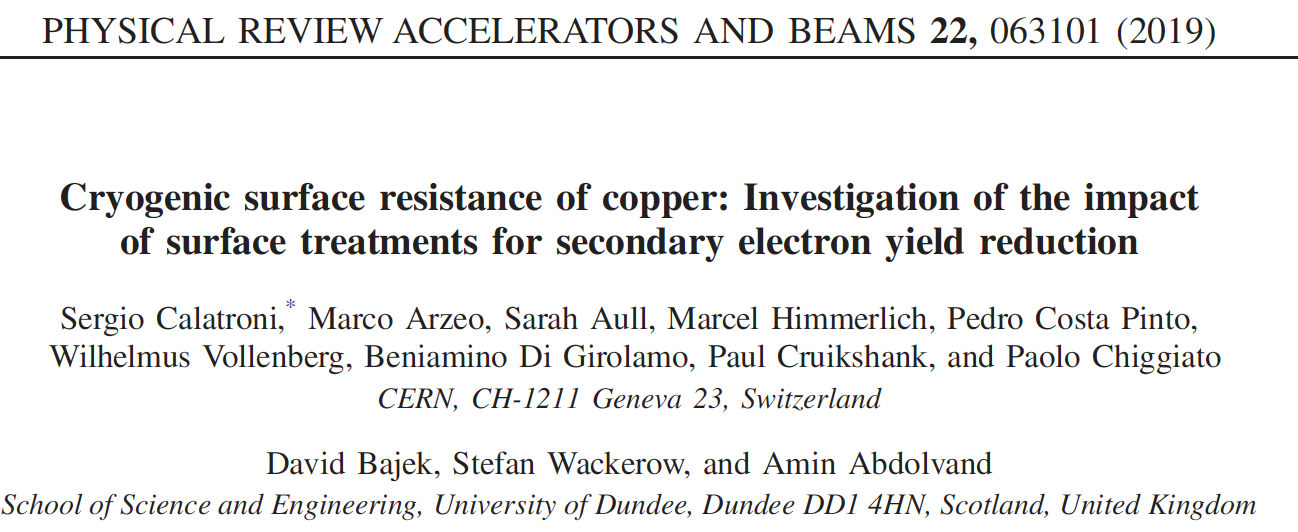 PHYSICAL REVIEW ACCELERATORS AND BEAMS 22, 063101 (2019)
Cryogenic surface resistance of copper: Investigation of the impact
of surface treatments for secondary electron yield reduction
Sergio Calatroni,* Marco Arzeo, Sarah Aull, Marcel Himmerlich, Pedro Costa Pinto,
Wilhelmus Vollenberg, Beniamino Di Girolamo, Paul Cruikshank, and Paolo Chiggiato
CERN, CH-1211 Geneva 23, Switzerland
David Bajek, Stefan Wackerow, and Amin Abdolvand
School of Science and Engineering, University of Dundee, Dundee DD1 4HN, Scotland, United Kingdom